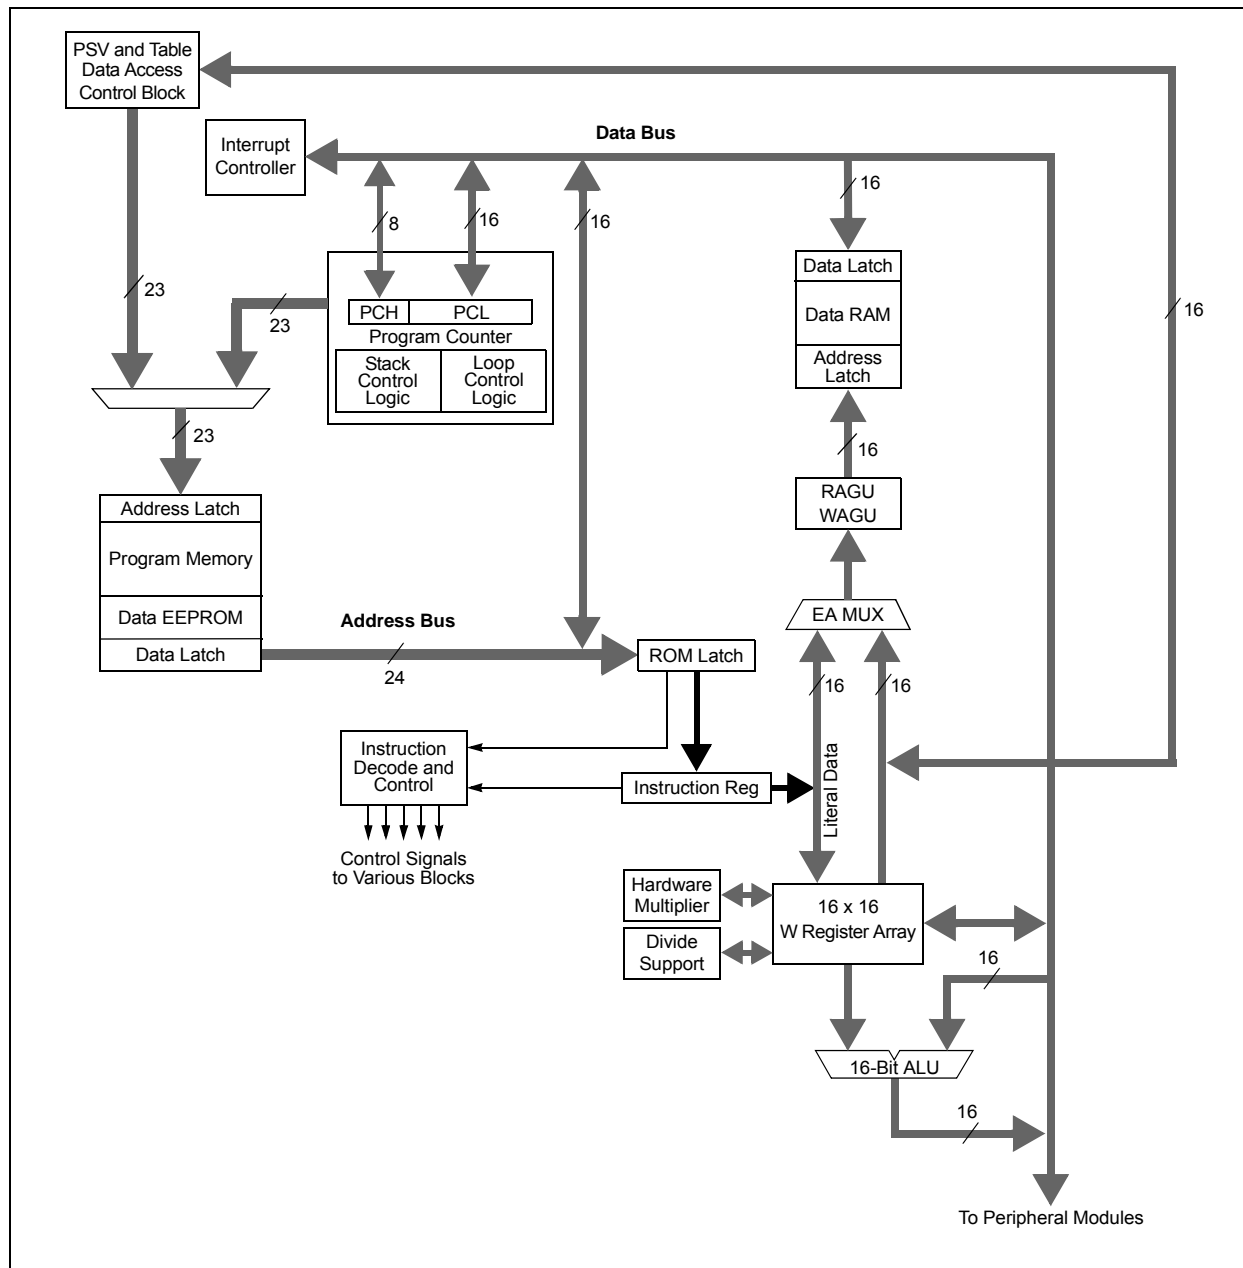 PSV and Table
Data Access
Control Block
Interrupt
Controller
Data Bus
8
16
16
16
16
23
23
PCH
PCL
Program Counter
Stack
Control
Logic
Loop
Control
Logic
Data Latch
Data RAM
Address
Latch
23
16
RAGU
WAGU
Address Latch
Program Memory
Data EEPROM
Data Latch
Address Bus
24
EA MUX
ROM Latch
16
16
Instruction
Decode and
Control
Instruction Reg
Literal Data
Control Signals
to Various Blocks
Hardware
Multiplier
Divide
Support
16 x 16
W Register Array
16
16-Bit ALU
16
To Peripheral Modules